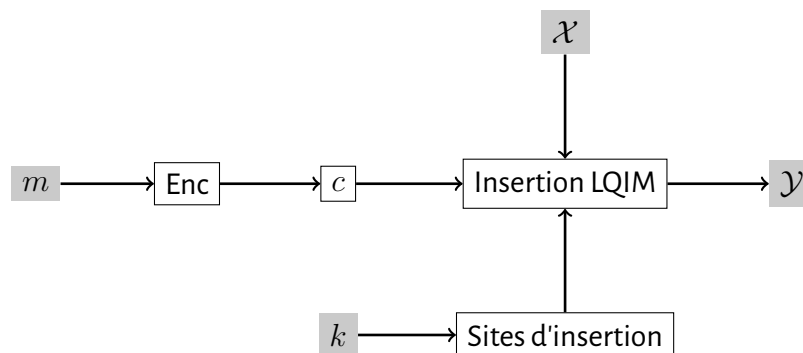 𝒳
m Enc c Insertion LQIM 𝒴
k Sites d'insertion